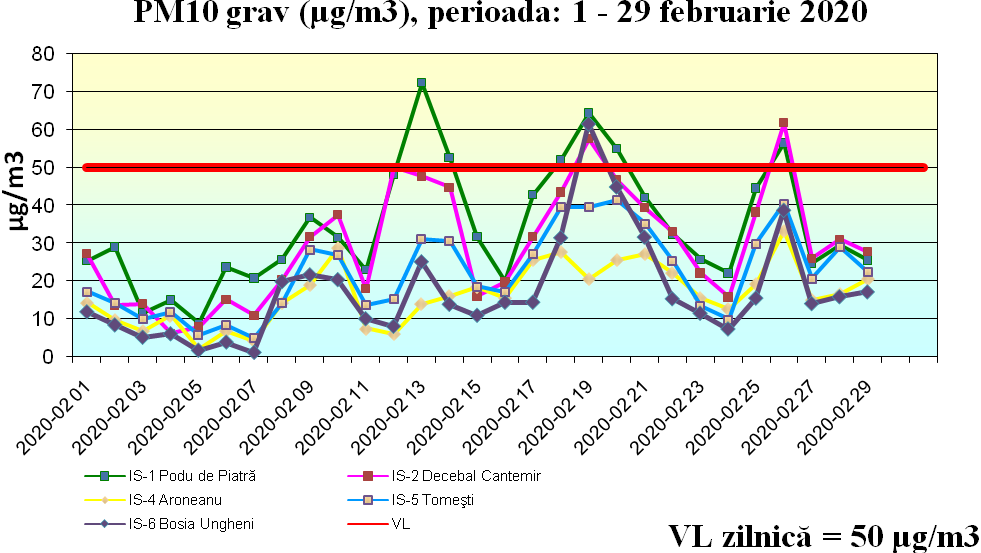 PM10 grav (µg/m3), perioada: 1 - 29 februarie 2020
µg/m3
80
70
60
50
40
30
20
10
0
2020-02 01
2020-02 03
2020-02 05
2020-02 07
2020-02 09
2020-02 11
2020-02 13
2020-02 15
2020-02 17
2020-02 19
2020-02 21
2020-02 23
2020-02 25
2020-02 27
2020-02 29
IS-1 Podu de Piatră
IS-2 Decebal Cantemir
IS-4 Aroneanu
IS-5 Tomeşti
IS-6 Bosia Ungheni
VL
VL zilnică = 50 µg/m3